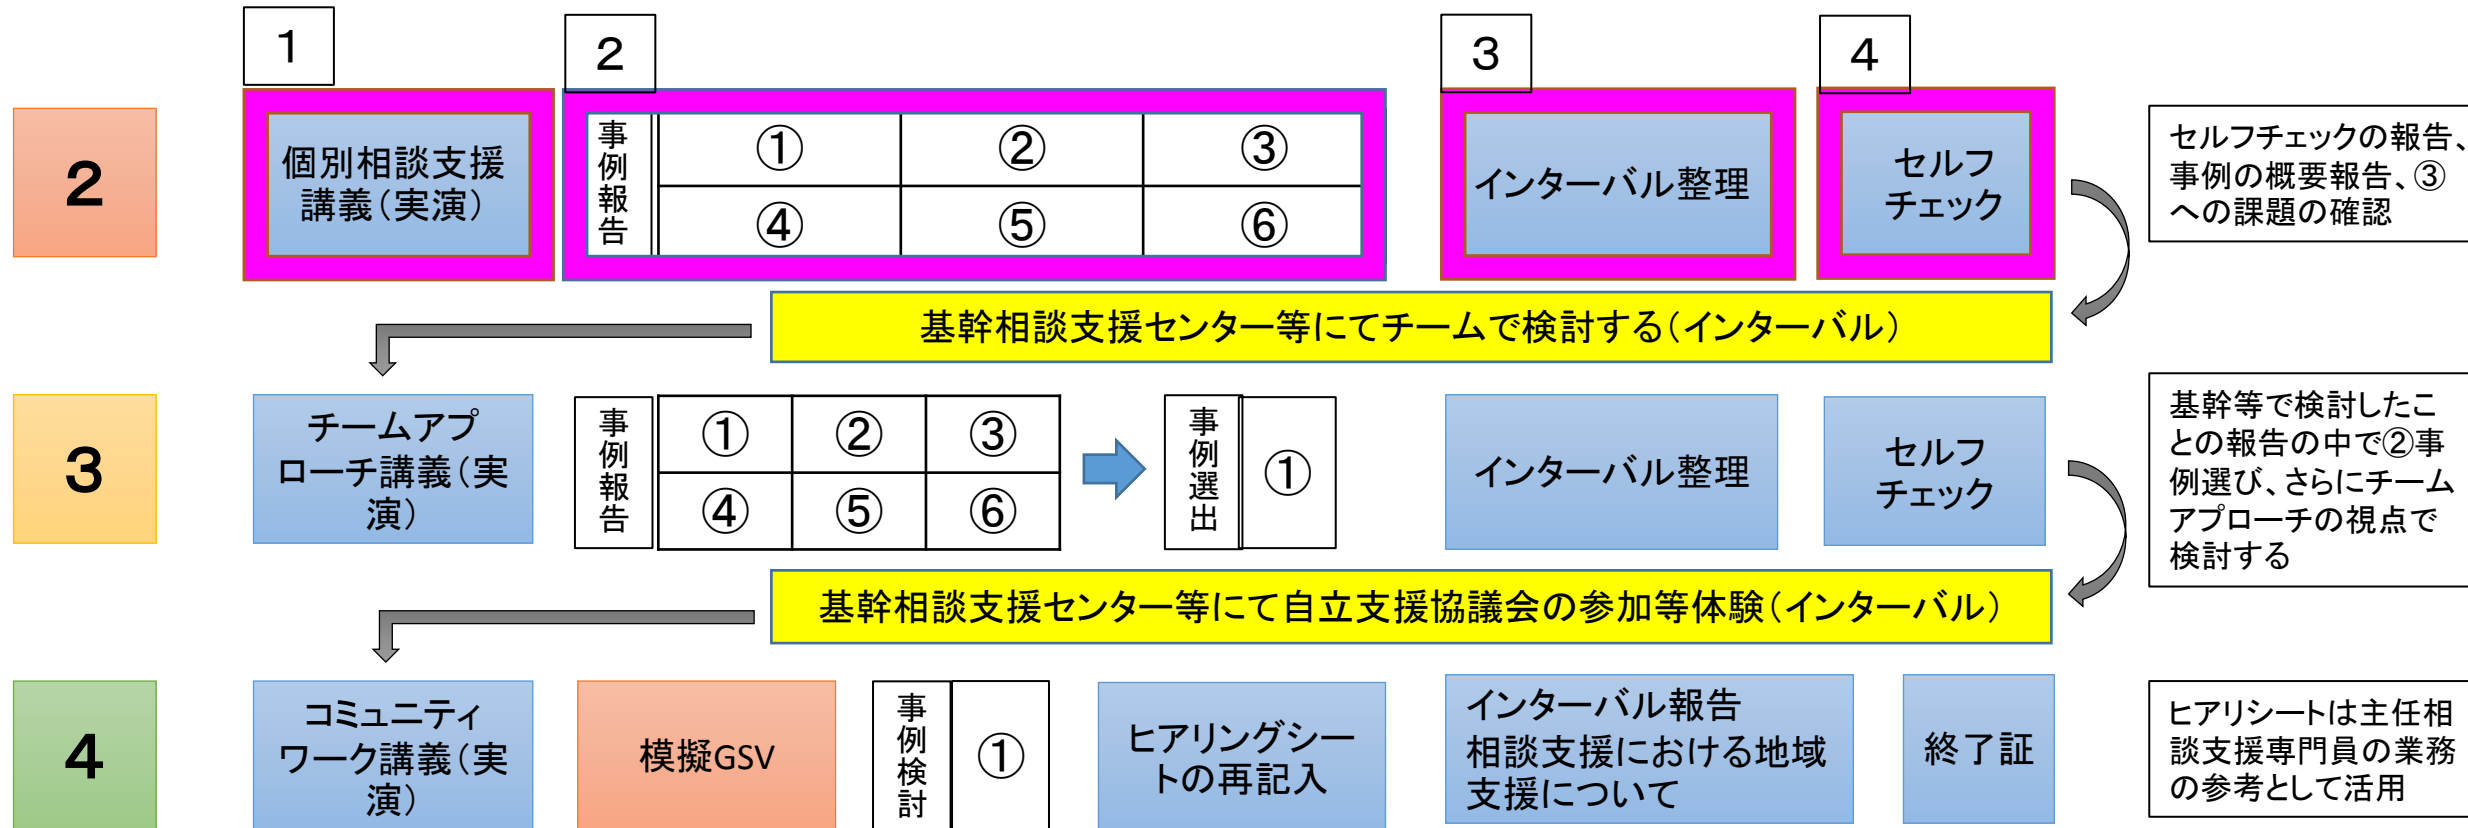 1
2
3
4
2
個別相談支援
講義(実演)
事例報告
①
②
③
④
⑤
⑥
インターバル整理
セルフ
チェック
セルフチェックの報告、
事例の概要報告、③
への課題の確認
基幹相談支援センター等にてチームで検討する(インターバル)
3
チームアプ
ローチ講義(実
演)
事例報告
①
②
③
④
⑤
⑥
事例選出
①
インターバル整理
セルフ
チェック
基幹等で検討したこ
との報告の中で②事
例選び、さらにチーム
アプローチの視点で
検討する
基幹相談支援センター等にて自立支援協議会の参加等体験(インターバル)
4
コミュニティ
ワーク講義(実
演)
模擬GSV
事例検討
①
ヒアリングシー
トの再記入
インターバル報告
相談支援における地域
支援について
終了証
ヒアリシートは主任相
談支援専門員の業務
の参考として活用